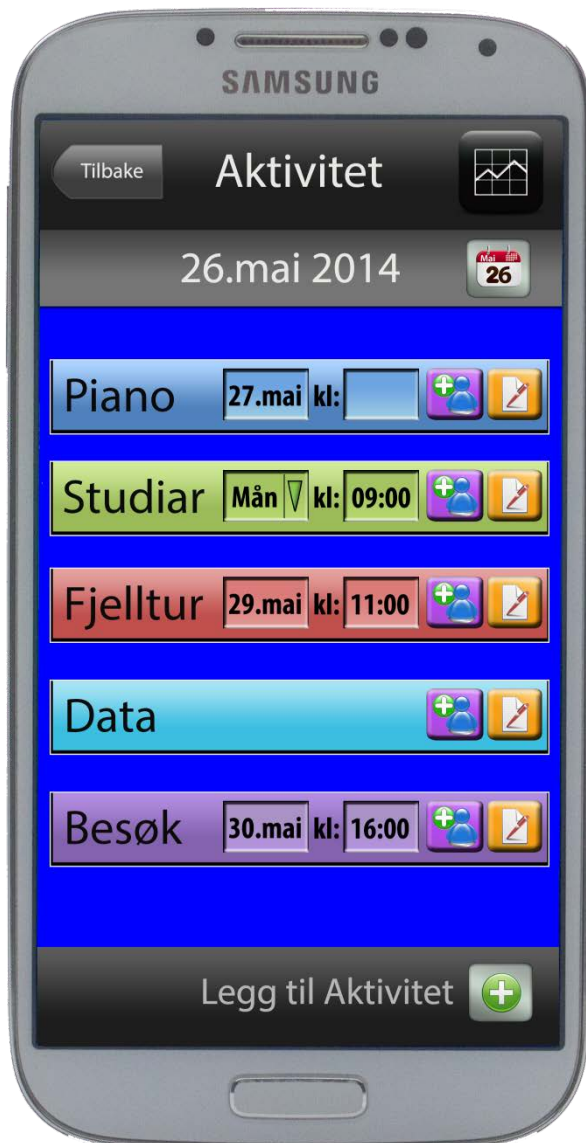 SAMSUNG
Tilbake Aktivitet
26.mai 2014 Mai 26
Piano 27.mai kl:
Studiar Mån kl: 09:00
Fjelltur 29.mai kl: 11:00
Data
Besøk 30.mai kl: 16:00
Legg til Aktivitet